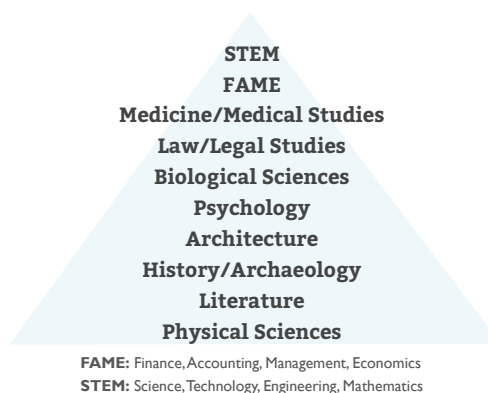 STEM
FAME
Medicine/Medical Studies
Law/Legal Studies
Biological Sciences
Psychology
Architecture
History/Archaeology
Literature
Physical Sciences
FAME: Finance, Accounting, Management, Economics
STEM: Science, Technology, Engineering, Mathematics